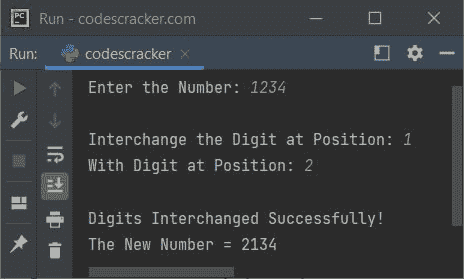 PC
Run - codescracker.com
Run: codescracker
Enter the Number: 1234
Interchange the Digit at Position: 1
With Digit at Position: 2
Digits Interchanged Successfully!
The New Number = 2134